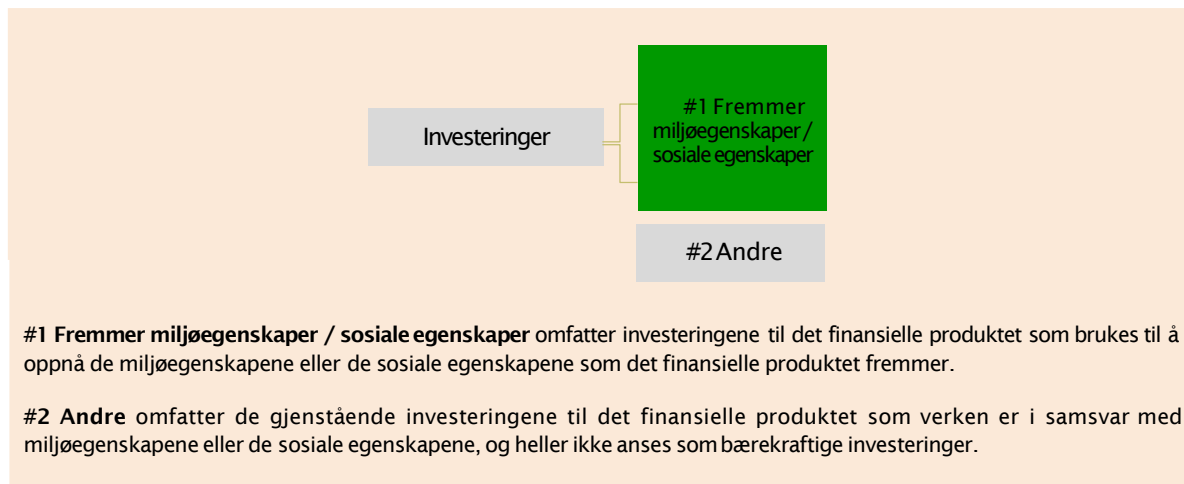 Investeringer
#1 Fremmer
miljøegenskaper /
sosiale egenskaper
#2 Andre
#1 Fremmer miljøegenskaper / sosiale egenskaper omfatter investeringene til det finansielle produktet som brukes til å
oppnå de miljøegenskapene eller de sosiale egenskapene som det finansielle produktet fremmer.
#2 Andre omfatter de gjenstående investeringene til det finansielle produktet som verken er i samsvar med
miljøegenskapene eller de sosiale egenskapene, og heller ikke anses som bærekraftige investeringer.